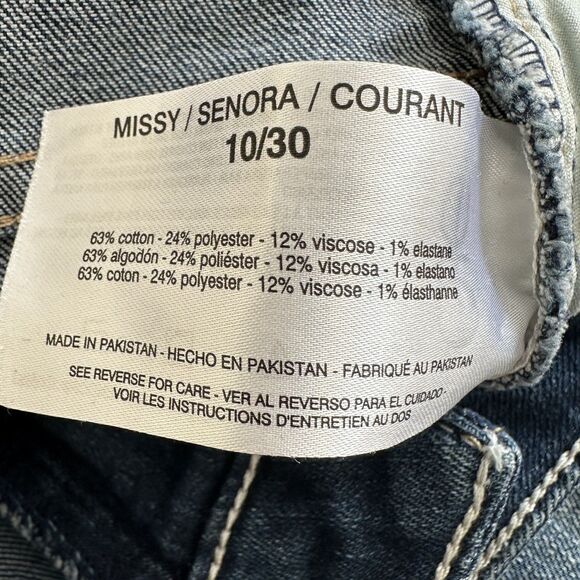 MISSY / SENORA / COURANT
10/30
63% cotton - 24% polyester - 12% viscose - 1% elastane
63% algodón - 24% poliéster - 12% viscosa - 1% elastano
63% coton - 24% polyester - 12% viscose - 1% élasthanne
MADE IN PAKISTAN - HECHO EN PAKISTAN - FABRIQUÉ AU PAKISTAN
SEE REVERSE FOR CARE - VER AL REVERSO PARA EL CUIDADO -
VOIR LES INSTRUCTIONS D'ENTRETIEN AU DOS